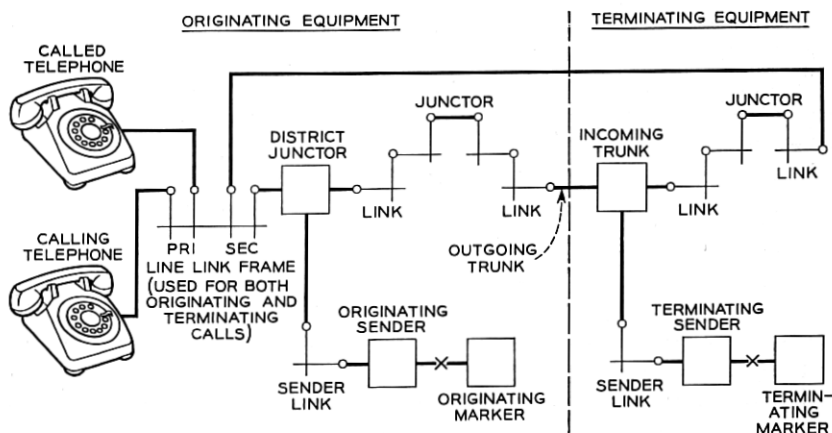 ORIGINATING EQUIPMENT
TERMINATING EQUIPMENT
CALLED
TELEPHONE
CALLING
TELEPHONE
PRI SEC
LINE LINK FRAME
(USED FOR BOTH
ORIGINATING AND
TERMINATING
CALLS)
DISTRICT
JUNCTOR
LINK
JUNCTOR
LINK
OUTGOING
TRUNK
SENDER
LINK
ORIGINATING
SENDER
ORIGINATING
MARKER
INCOMING
TRUNK
LINK
JUNCTOR
LINK
SENDER
LINK
TERMINATING
SENDER
TERMIN-
ATING
MARKER